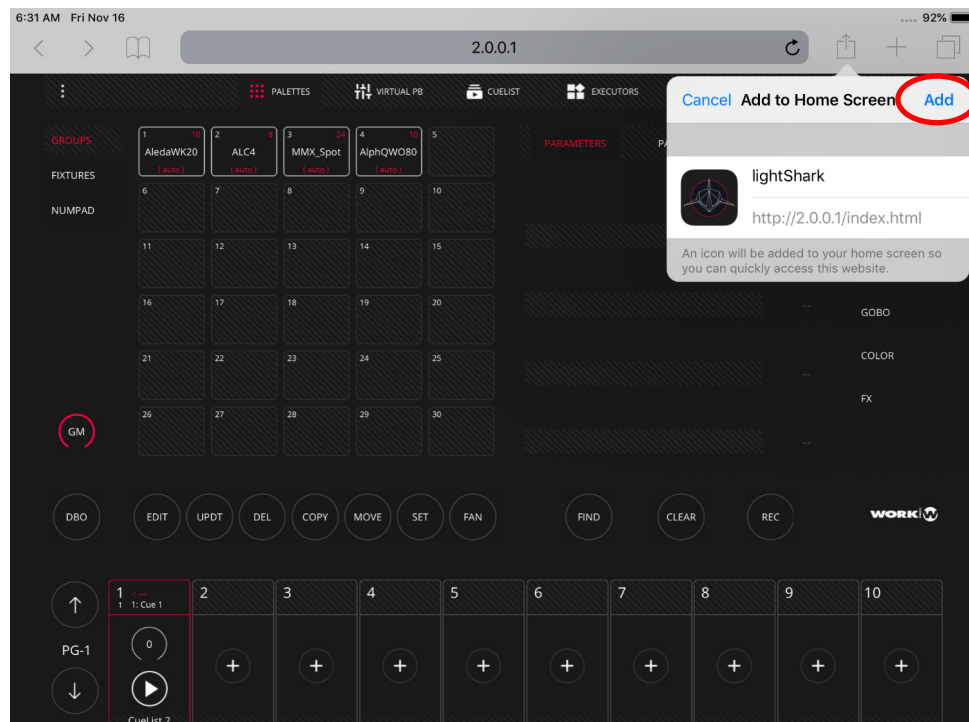 6:31 AM Fri Nov 16
92%
2.0.0.1
PALETTES
VIRTUAL PB
CUELIST
EXECUTORS
Cancel Add to Home Screen Add
lightShark
http://2.0.0.1/index.html
An icon will be added to your home screen so
you can quickly access this website.
GROUPS
FIXTURES
NUMPAD
1 10
AledaWK20
( auto )
2 8
ALC4
( auto )
3 24
MMX_Spot
( auto )
4 10
AlphQWO80
( auto )
5
6 7 8 9 10
11 12 13 14 15
16 17 18 19 20
21 22 23 24 25
26 27 28 29 30
PARAMETERS
PA
--
GOBO
COLOR
--
FX
--
GM
DBO
EDIT UPDT DEL COPY MOVE SET FAN
FIND CLEAR REC
WORK
PG-1
1 <---
1 1: Cue 1
0
CueList 2
2 3 4 5 6 7 8 9 10
+ + + + + + + + +